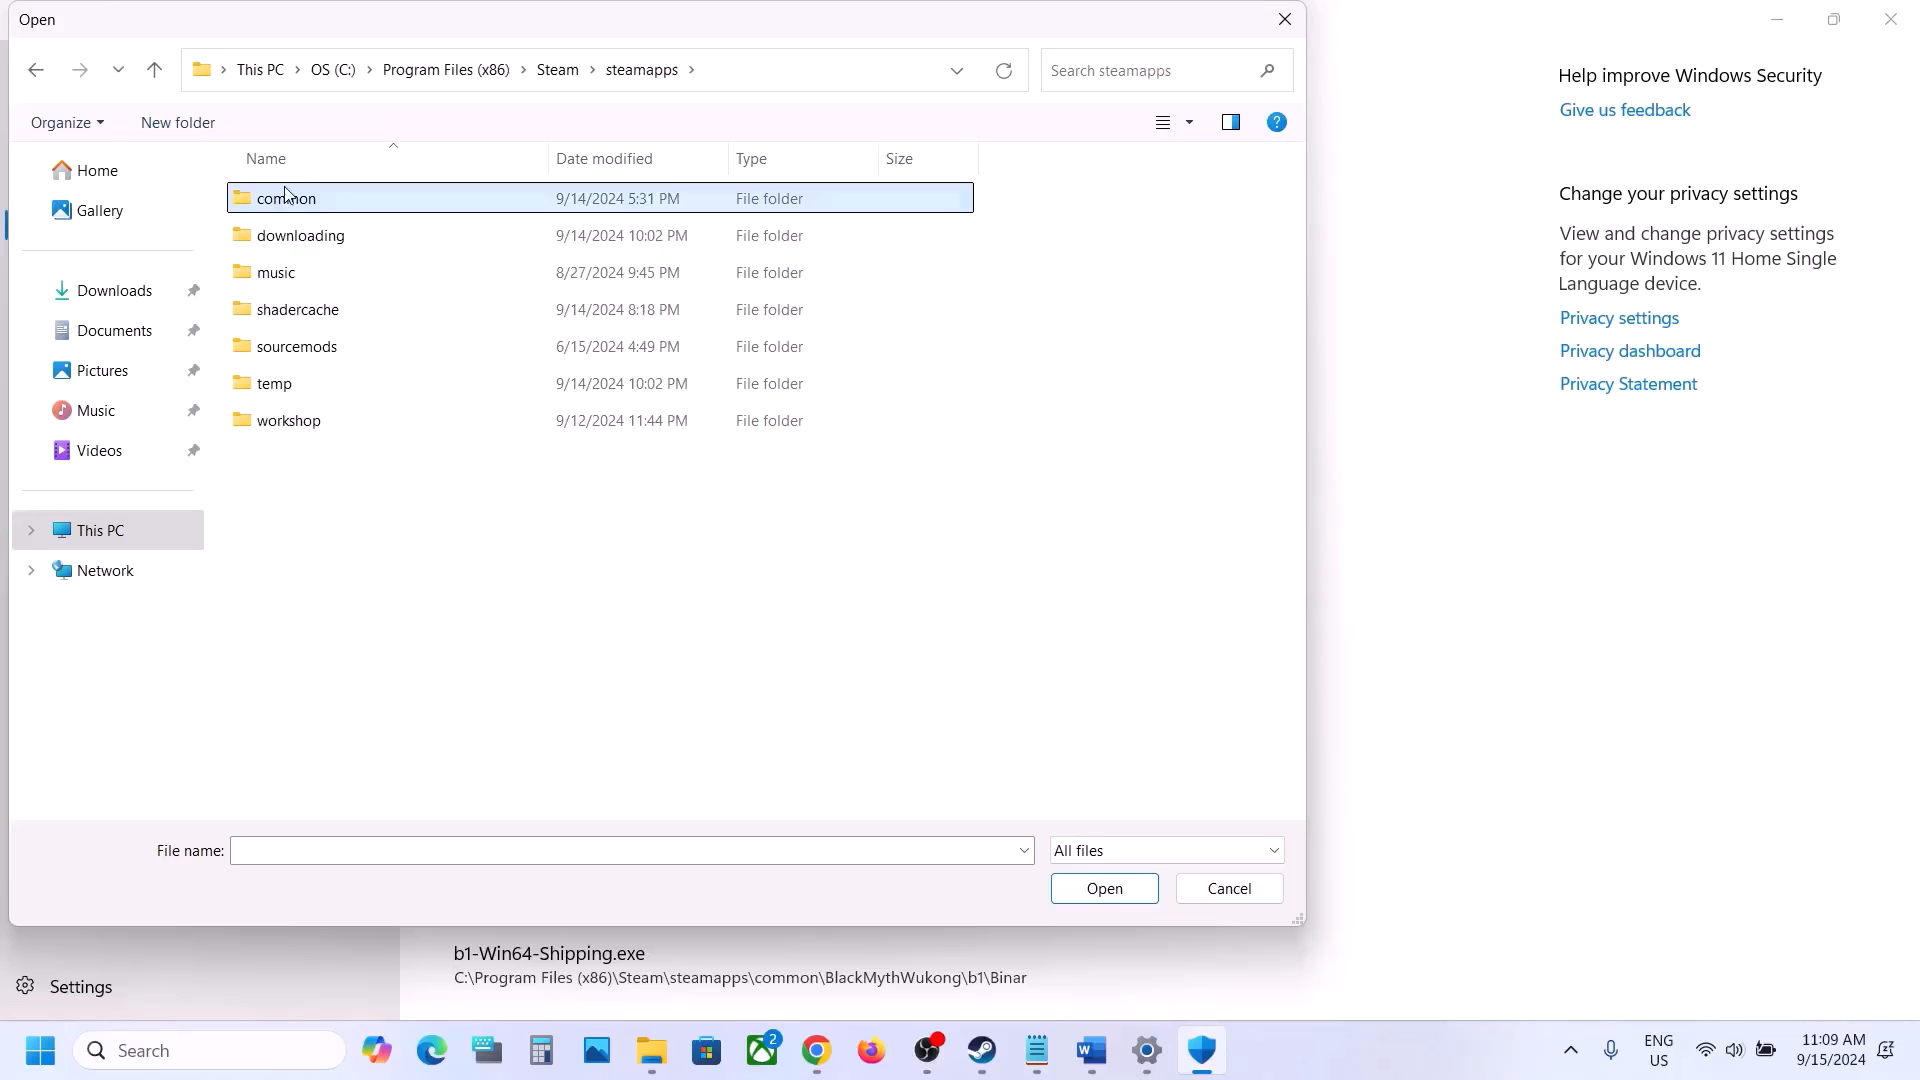 Open
This PC > OS (C:) > Program Files (x86) > Steam > steamapps >
Search steamapps
Organize
New folder
Name
Date modified
Type
Size
Home
Gallery
Downloads
Documents
Pictures
Music
Videos
This PC
Network
common 9/14/2024 5:31 PM File folder
downloading 9/14/2024 10:02 PM File folder
music 8/27/2024 9:45 PM File folder
shadercache 9/14/2024 8:18 PM File folder
sourcemods 6/15/2024 4:49 PM File folder
temp 9/14/2024 10:02 PM File folder
workshop 9/12/2024 11:44 PM File folder
File name:
All files
Open
Cancel
Help improve Windows Security
Give us feedback
Change your privacy settings
View and change privacy settings
for your Windows 11 Home Single
Language device.
Privacy settings
Privacy dashboard
Privacy Statement
b1-Win64-Shipping.exe
C:\Program Files (x86)\Steam\steamapps\common\BlackMythWukong\b1\Binar
Settings
Search
2
ENG
US
11:09 AM
9/15/2024